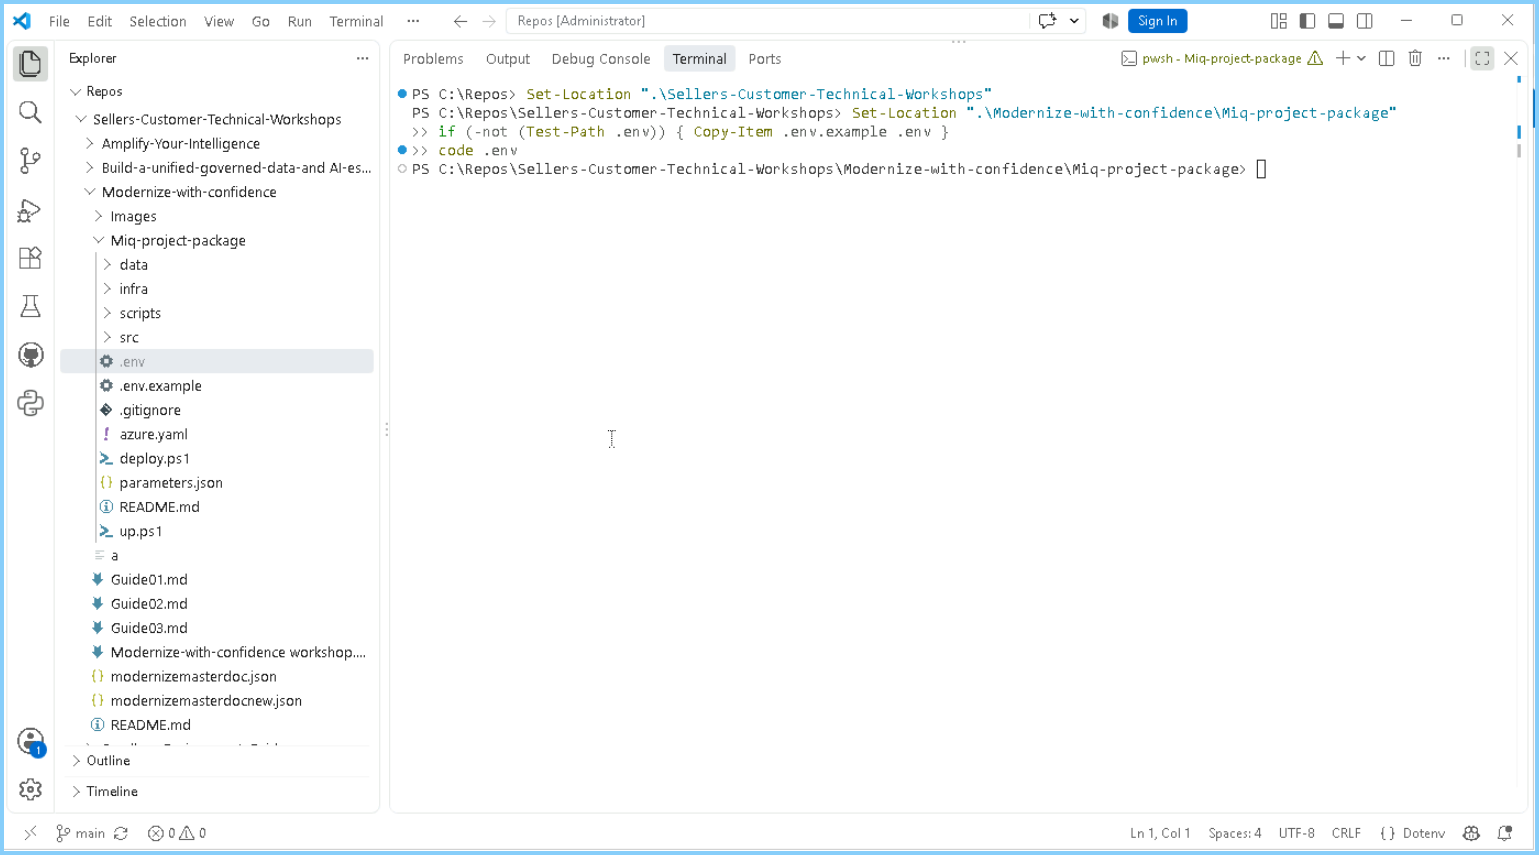 File Edit Selection View Go Run Terminal ··· Repos [Administrator] Sign In
Explorer ···
Repos
Sellers-Customer-Technical-Workshops
Amplify-Your-Intelligence
Build-a-unified-governed-data-and AI-es...
Modernize-with-confidence
Images
Miq-project-package
data
infra
scripts
src
.env
.env.example
.gitignore
azure.yaml
deploy.ps1
parameters.json
README.md
up.ps1
a
Guide01.md
Guide02.md
Guide03.md
Modernize-with-confidence workshop....
modernizemasterdoc.json
modernizemasterdocnew.json
README.md
Outline
Timeline
1
Problems Output Debug Console Terminal Ports pwsh - Miq-project-package
PS C:\Repos> Set-Location ".\Sellers-Customer-Technical-Workshops"
PS C:\Repos\Sellers-Customer-Technical-Workshops> Set-Location ".\Modernize-with-confidence\Miq-project-package"
>> if (-not (Test-Path .env)) { Copy-Item .env.example .env }
>> code .env
PS C:\Repos\Sellers-Customer-Technical-Workshops\Modernize-with-confidence\Miq-project-package>
main 0 0 Ln 1, Col 1 Spaces: 4 UTF-8 CRLF {} Dotenv